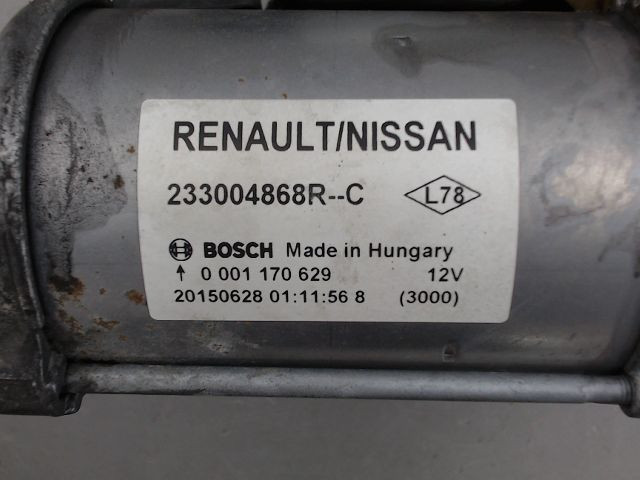 RENAULT/NISSAN
233004868R--C L78
BOSCH Made in Hungary
0 001 170 629 12V
20150628 01:11:56 8 (3000)